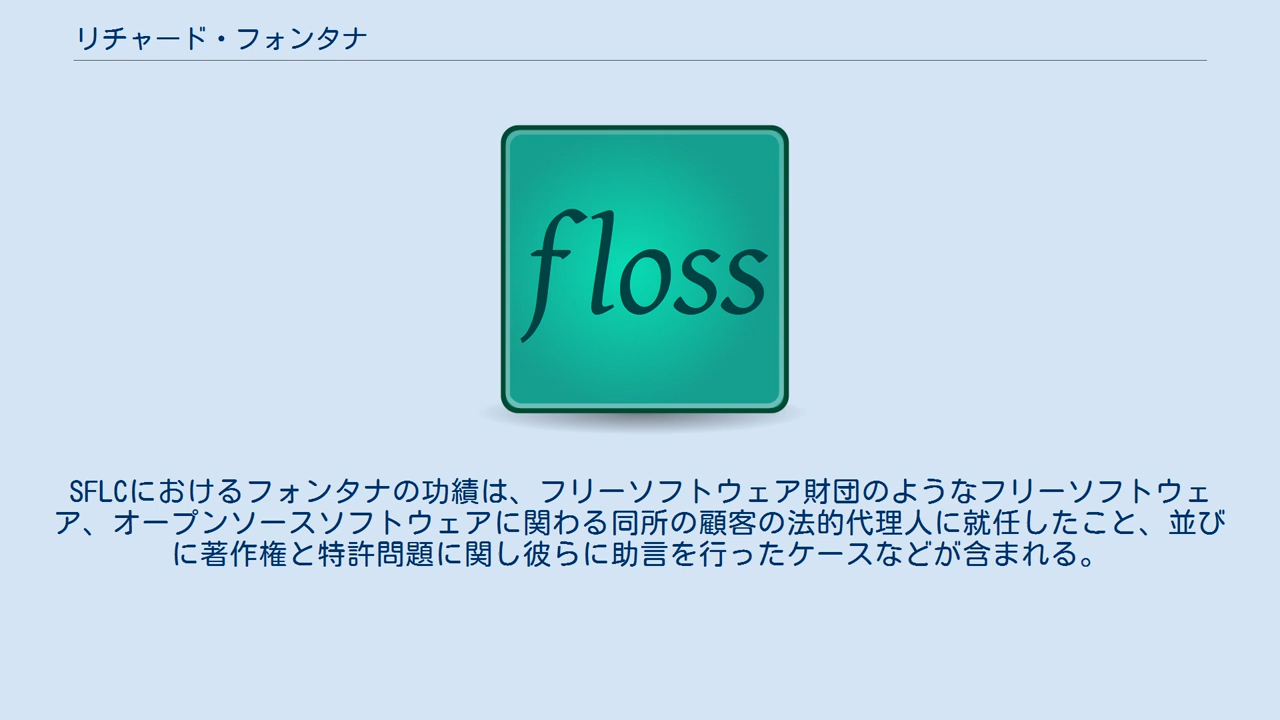 リチャード・フォンタナ
floss
SFLCにおけるフォンタナの功績は、フリーソフトウェア財団のようなフリーソフトウェ
ア、オープンソースソフトウェアに関わる同所の顧客の法的代理人に就任したこと、並び
に著作権と特許問題に関し彼らに助言を行ったケースなどが含まれる。